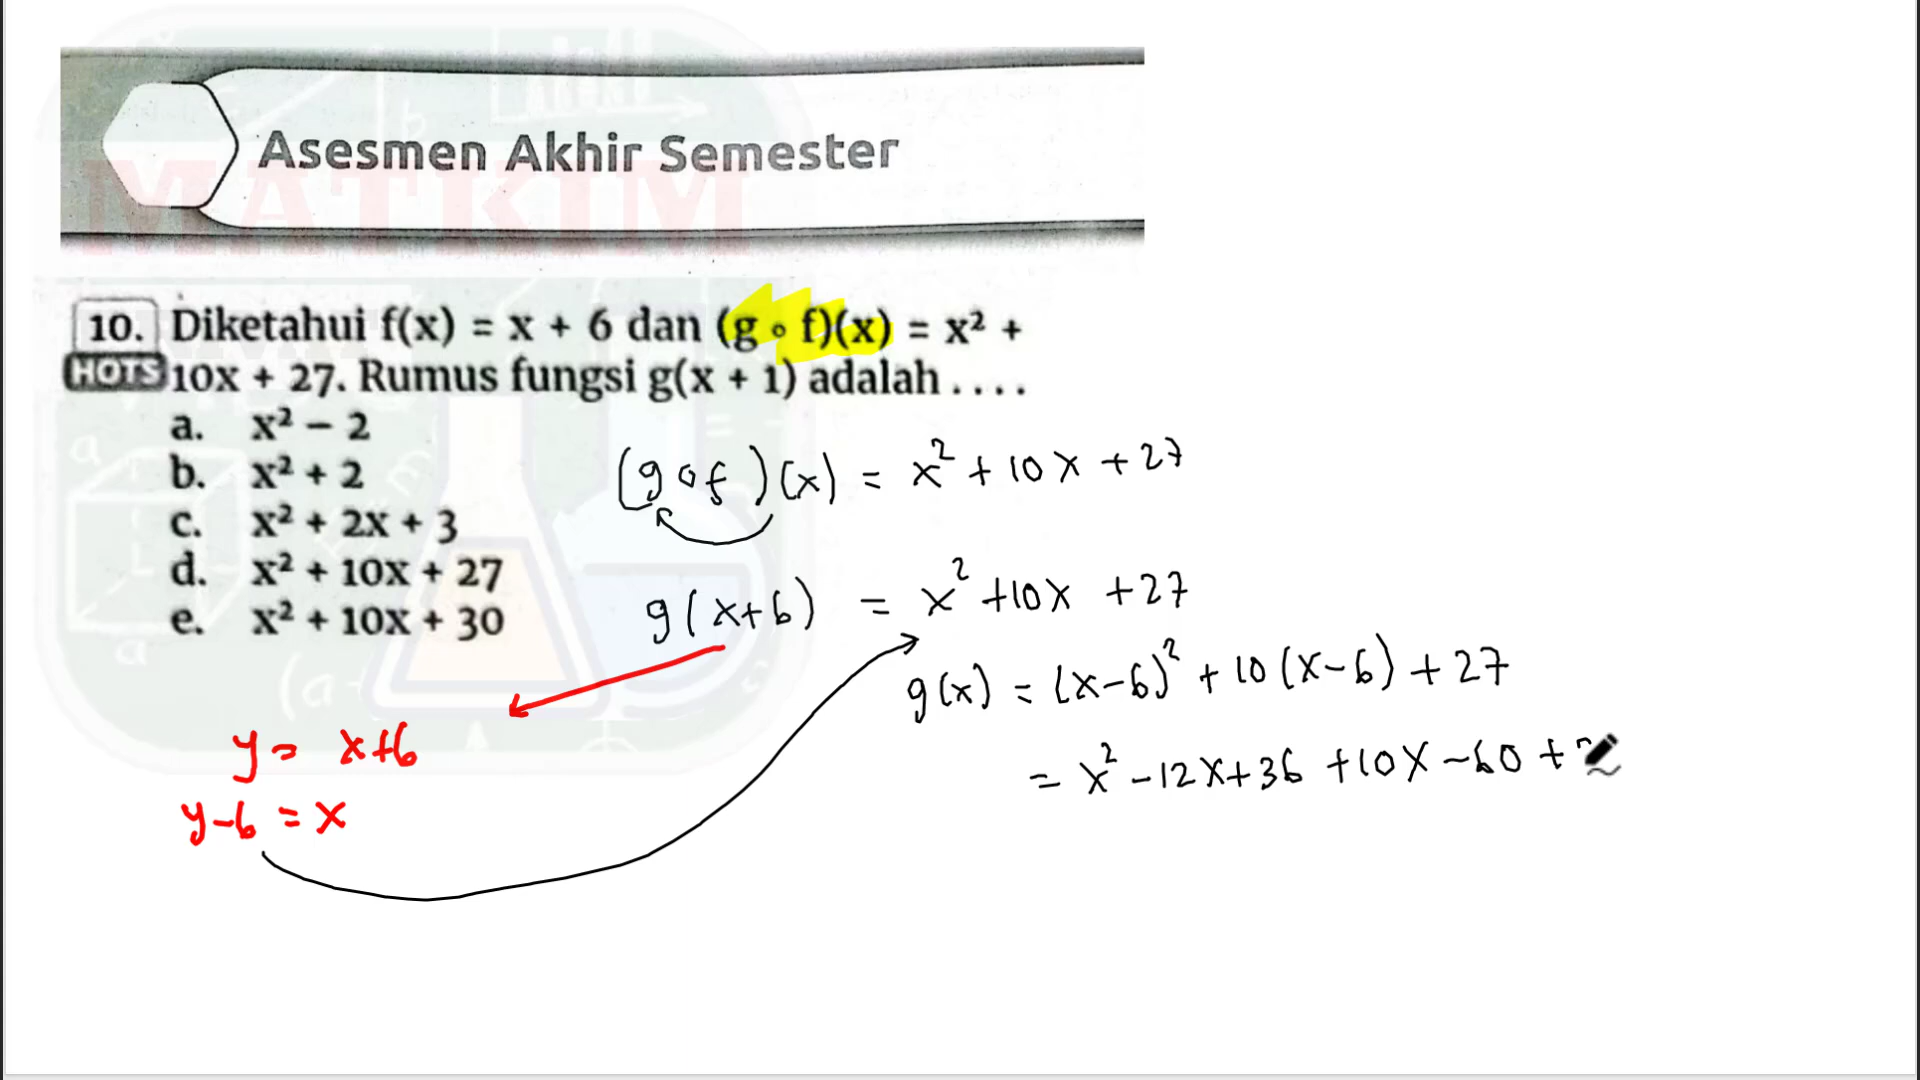 Asesmen Akhir Semester
MATKIM
10. Diketahui f(x) = x + 6 dan (g ∘ f)(x) = x² +
HOTS 10x + 27. Rumus fungsi g(x + 1) adalah . . . .
a. x² − 2
b. x² + 2
c. x² + 2x + 3
d. x² + 10x + 27
e. x² + 10x + 30
(g∘f)(x) = x² + 10x + 27
g(x+6) = x² + 10x + 27
g(x) = (x−6)² + 10(x−6) + 27
= x² − 12x + 36 + 10x − 60 +
y = x+6
y−6 = x